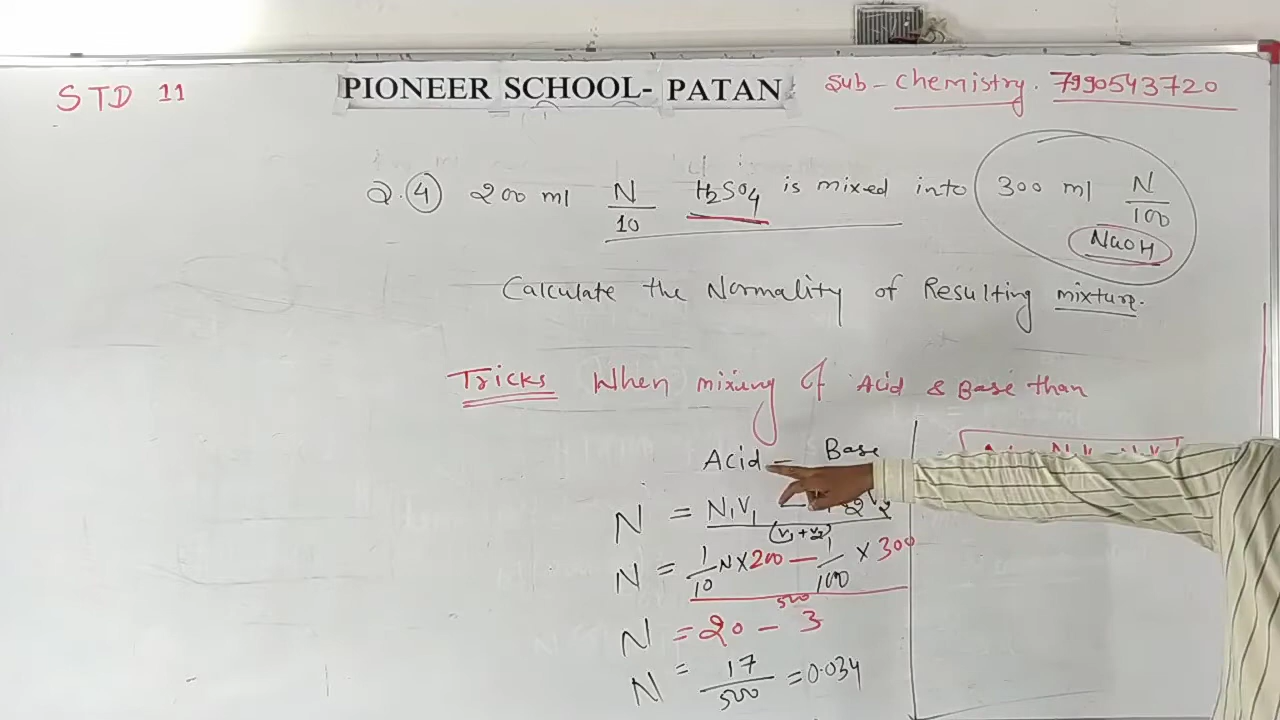 STD 11
PIONEER SCHOOL- PATAN
Sub - Chemistry. 7990543720
Q. 4 200 ml N/10 H2SO4 is mixed into 300 ml N/100 NaOH
Calculate the Normality of Resulting mixture.
Tricks When mixing of Acid & Base than
Acid - Base
N = N1V1 - V2 / (V1 + V2)
N = 1/10 N × 200 - 1/100 × 300 / 500
N = 20 - 3
N = 17/500 = 0.034